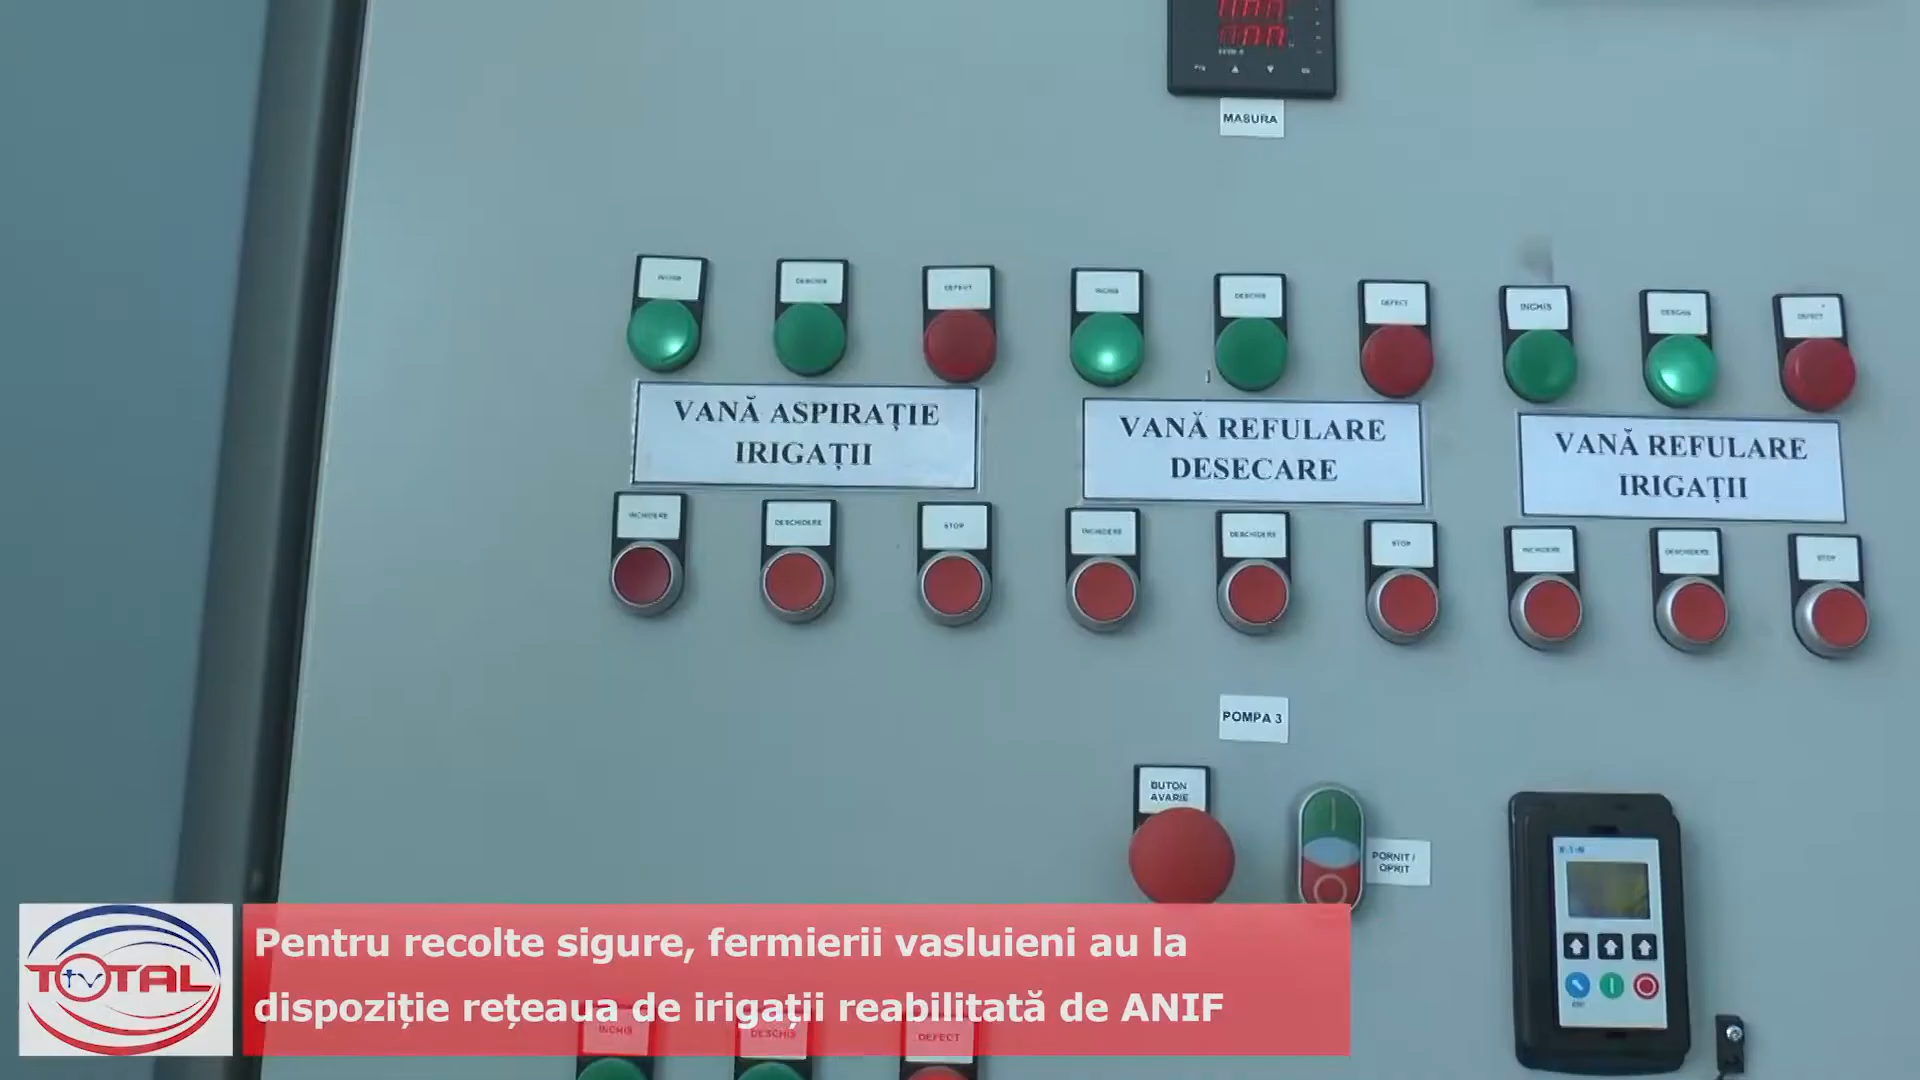 MASURA
INCHIS
DESCHIS
DEFECT
INCHIS
DESCHIS
DEFECT
INCHIS
DESCHIS
DEFECT
VANĂ ASPIRAȚIE
IRIGAȚII
VANĂ REFULARE
DESECARE
VANĂ REFULARE
IRIGAȚII
INCHIDERE
DESCHIDERE
STOP
INCHIDERE
DESCHIDERE
STOP
INCHIDERE
DESCHIDERE
STOP
POMPA 3
BUTON
AVARIE
PORNIT /
OPRIT
TOTAL
TV
Pentru recolte sigure, fermierii vasluieni au la
dispoziție rețeaua de irigații reabilitată de ANIF
INCHIS
DESCHIS
DEFECT